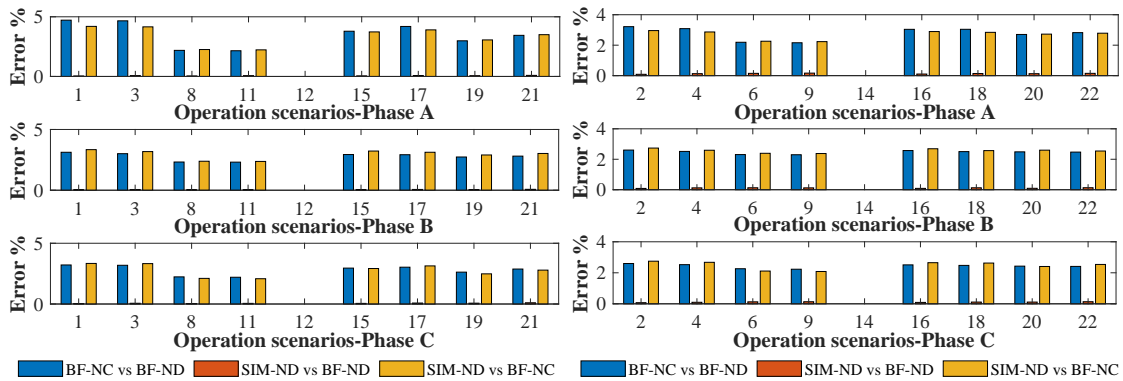 Error %
5
0
1 3 8 11 12 15 17 19 21
Operation scenarios-Phase A
Error %
5
0
1 3 8 11 12 15 17 19 21
Operation scenarios-Phase B
Error %
5
0
1 3 8 11 12 15 17 19 21
Operation scenarios-Phase C
BF-NC vs BF-ND SIM-ND vs BF-ND SIM-ND vs BF-NC
Error %
4
2
0
2 4 6 9 14 16 18 20 22
Operation scenarios-Phase A
Error %
4
2
0
2 4 6 9 14 16 18 20 22
Operation scenarios-Phase B
Error %
4
2
0
2 4 6 9 14 16 18 20 22
Operation scenarios-Phase C
BF-NC vs BF-ND SIM-ND vs BF-ND SIM-ND vs BF-NC